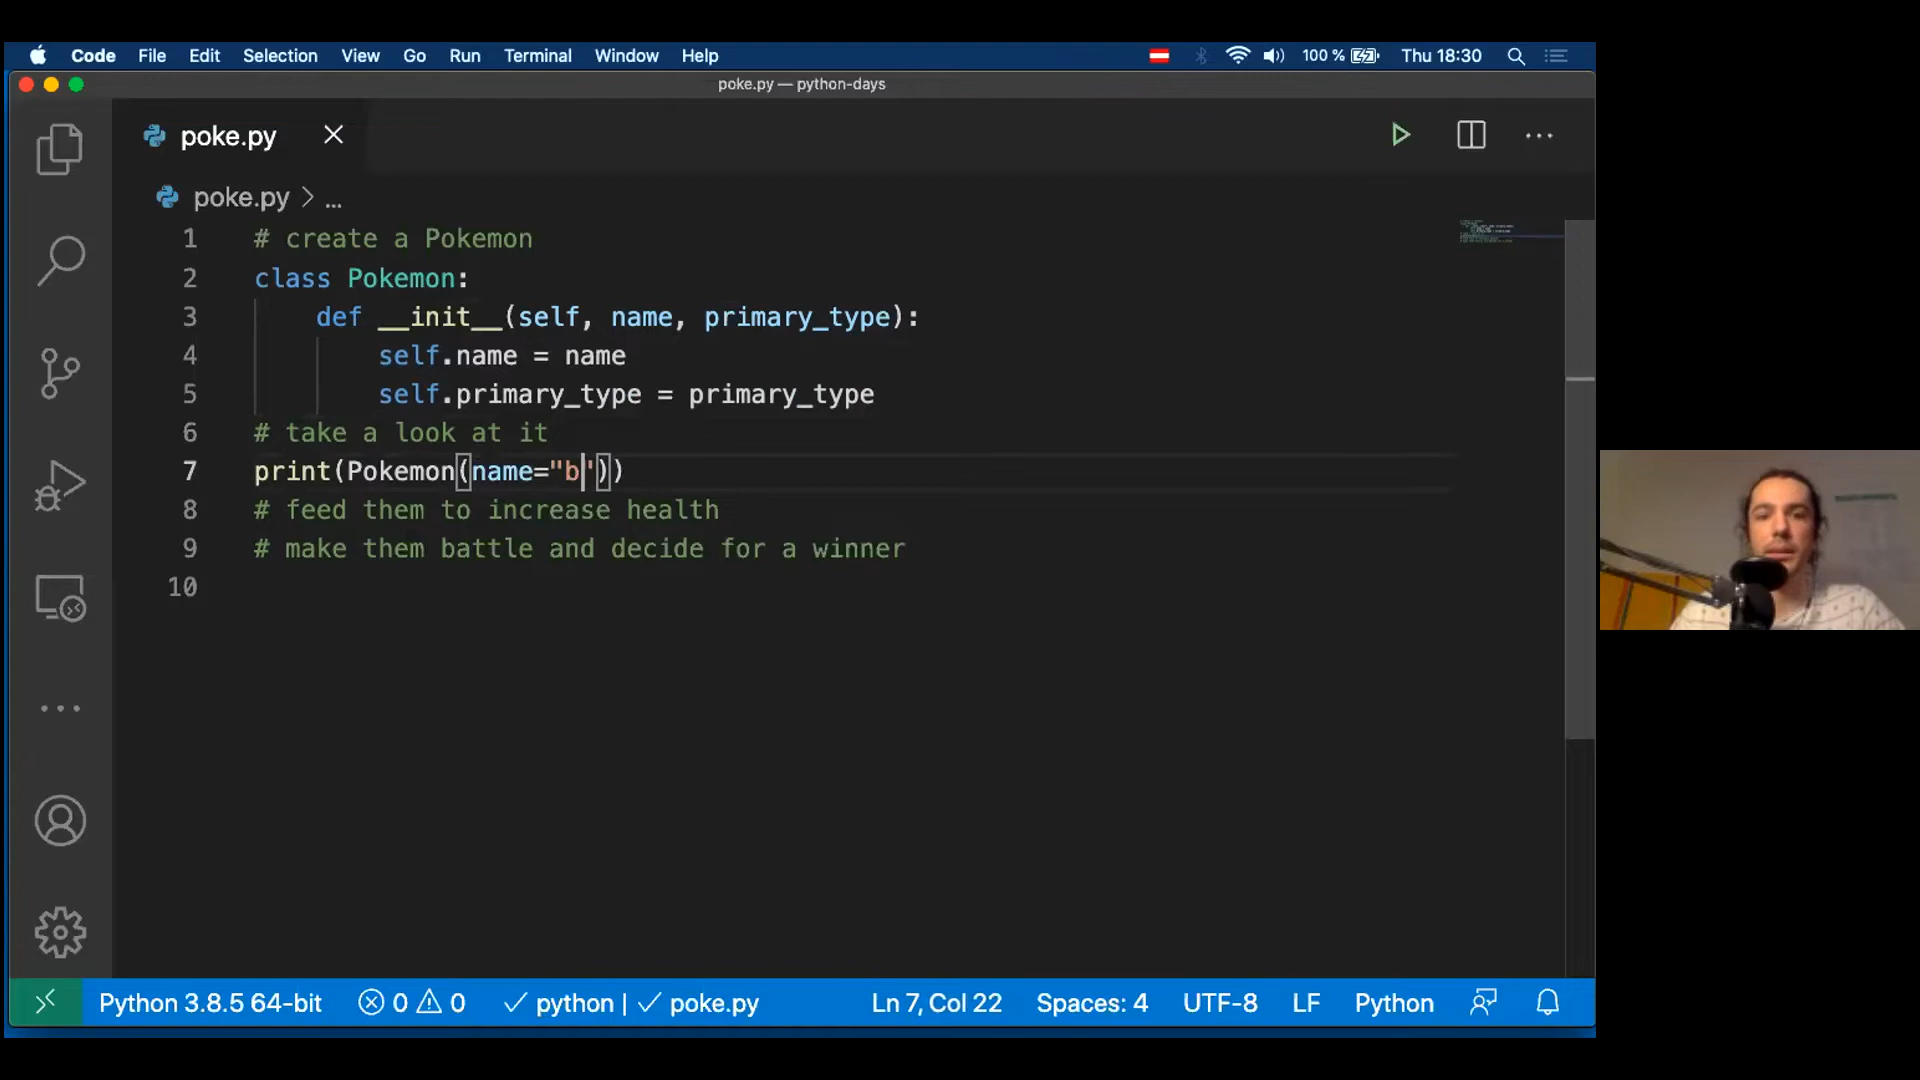 Code File Edit Selection View Go Run Terminal Window Help 100 % Thu 18:30
poke.py — python-days
poke.py
poke.py > ...
1 # create a Pokemon
2 class Pokemon:
3 def __init__(self, name, primary_type):
4 self.name = name
5 self.primary_type = primary_type
6 # take a look at it
7 print(Pokemon(name="b"))
8 # feed them to increase health
9 # make them battle and decide for a winner
10
Python 3.8.5 64-bit 0 0 python | poke.py Ln 7, Col 22 Spaces: 4 UTF-8 LF Python